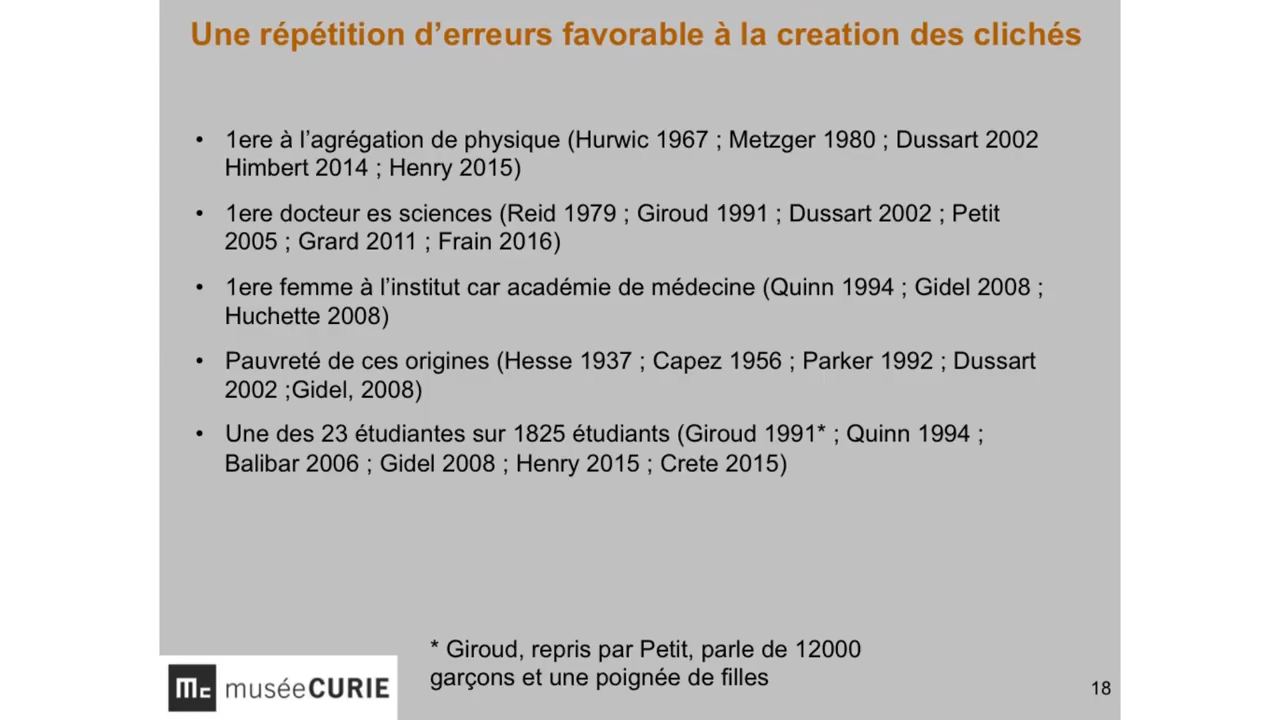 Une répétition d’erreurs favorable à la creation des clichés
• 1ere à l’agrégation de physique (Hurwic 1967 ; Metzger 1980 ; Dussart 2002
Himbert 2014 ; Henry 2015)
• 1ere docteur es sciences (Reid 1979 ; Giroud 1991 ; Dussart 2002 ; Petit
2005 ; Grard 2011 ; Frain 2016)
• 1ere femme à l’institut car académie de médecine (Quinn 1994 ; Gidel 2008 ;
Huchette 2008)
• Pauvreté de ces origines (Hesse 1937 ; Capez 1956 ; Parker 1992 ; Dussart
2002 ;Gidel, 2008)
• Une des 23 étudiantes sur 1825 étudiants (Giroud 1991* ; Quinn 1994 ;
Balibar 2006 ; Gidel 2008 ; Henry 2015 ; Crete 2015)
* Giroud, repris par Petit, parle de 12000
garçons et une poignée de filles
Mc muséeCURIE
18